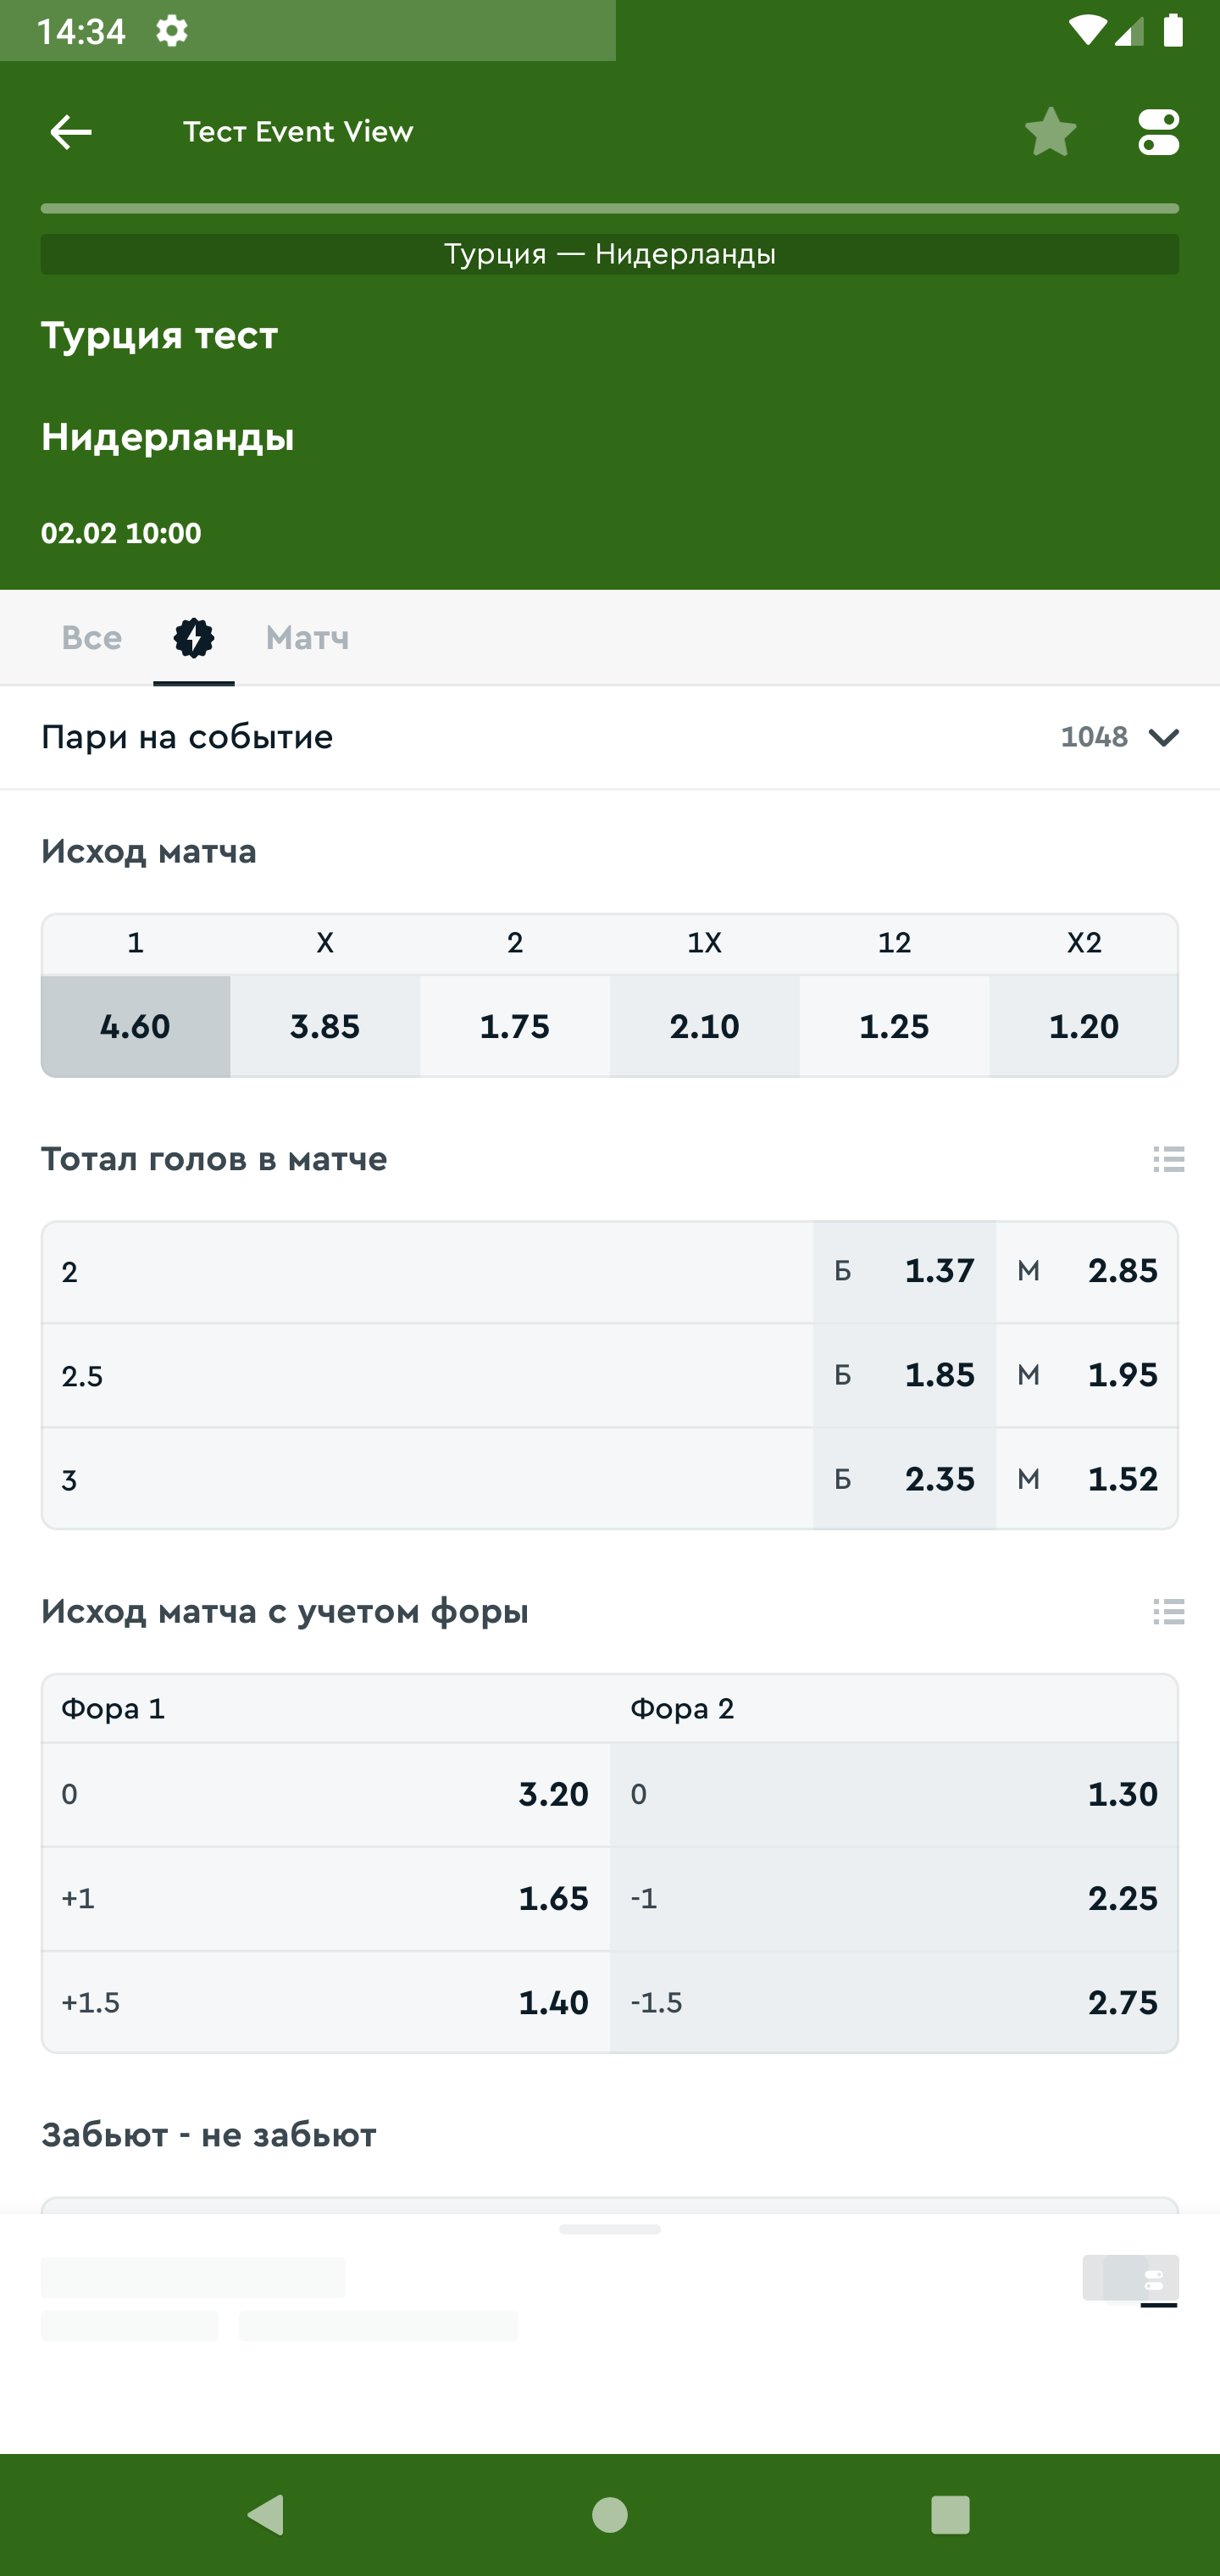 14:34
Тест Event View
Турция — Нидерланды
Турция тест
Нидерланды
02.02 10:00
Все Матч
Пари на событие 1048
Исход матча
1 X 2 1X 12 X2
4.60 3.85 1.75 2.10 1.25 1.20
Тотал голов в матче
2 Б 1.37 М 2.85
2.5 Б 1.85 М 1.95
3 Б 2.35 М 1.52
Исход матча с учетом форы
Фора 1 Фора 2
0 3.20 0 1.30
+1 1.65 -1 2.25
+1.5 1.40 -1.5 2.75
Забьют - не забьют